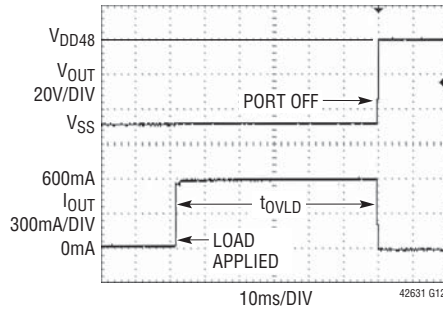 VDD48
VOUT
20V/DIV
PORT OFF
VSS
600mA
IOUT
300mA/DIV
tOVLD
0mA
LOAD
APPLIED
10ms/DIV
42631 G12